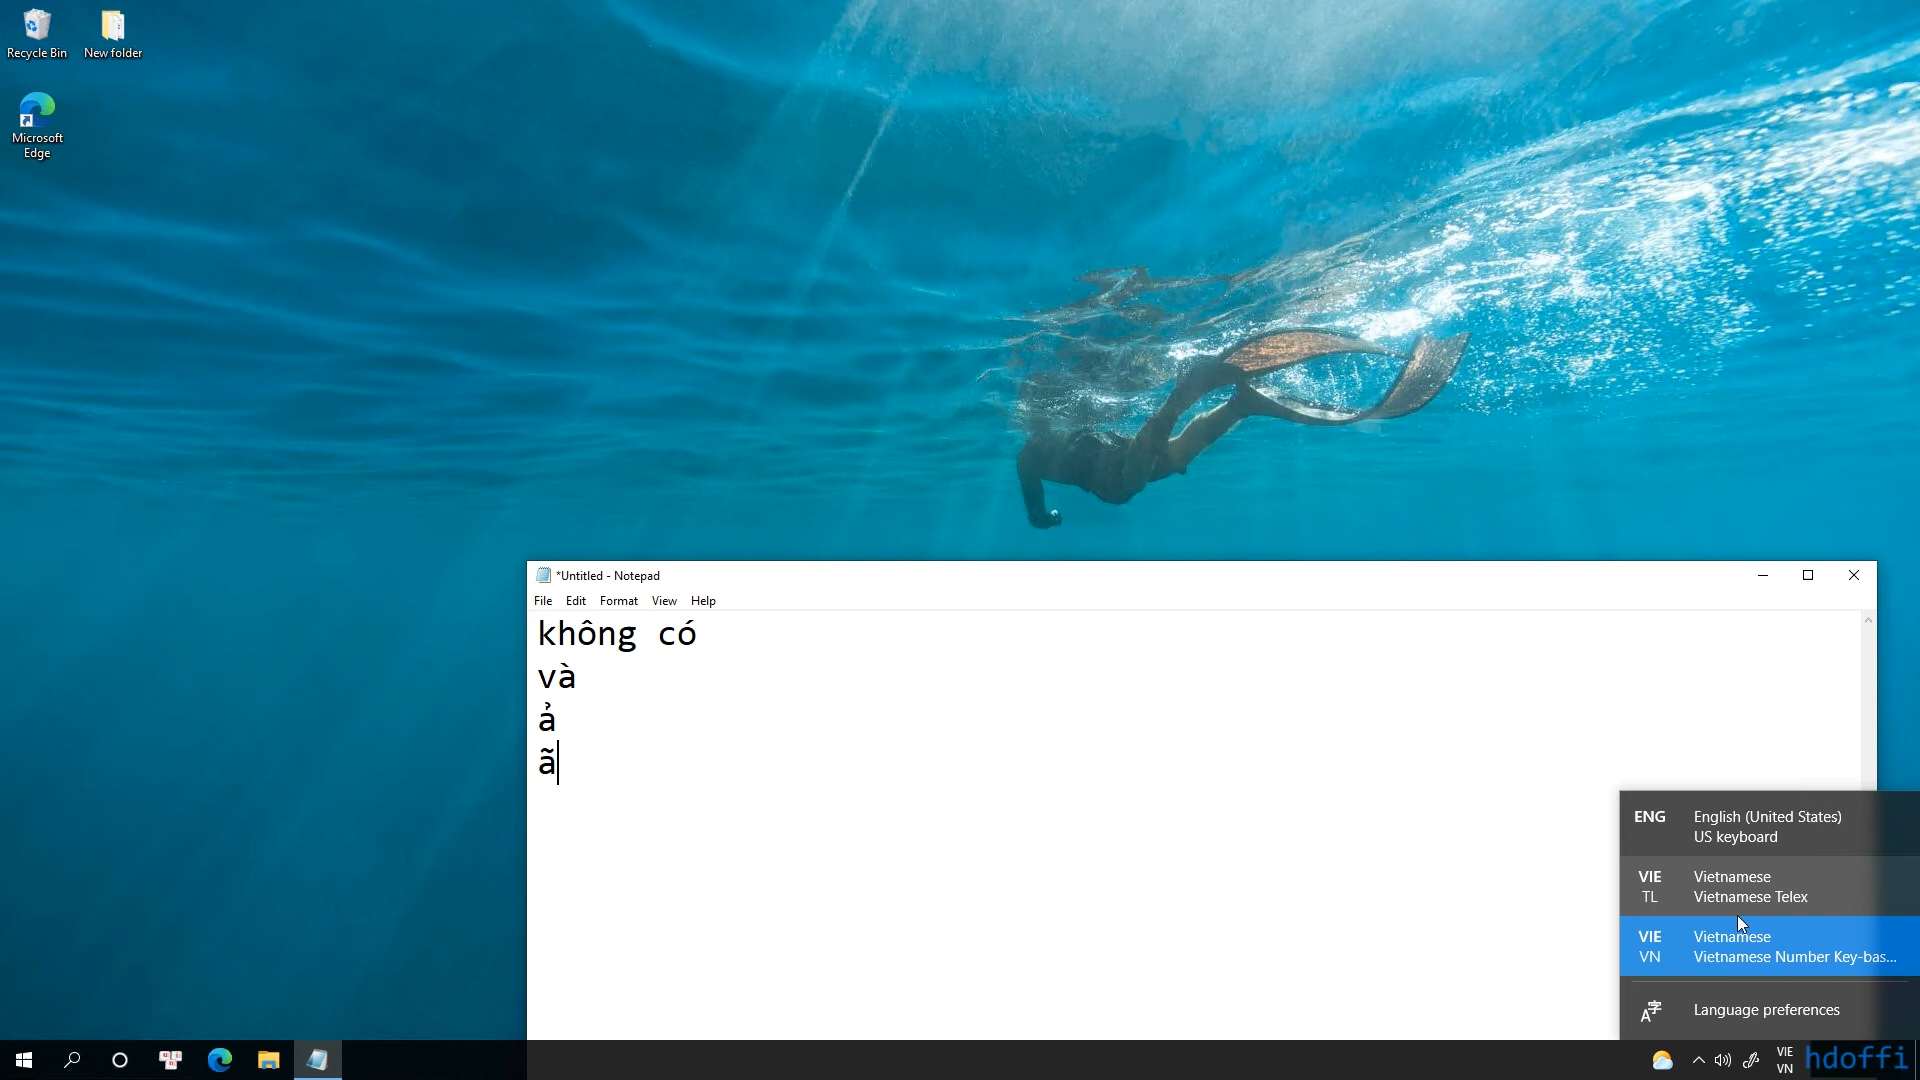 Recycle Bin
New folder
Microsoft
Edge
*Untitled - Notepad
File Edit Format View Help
không có
và
ả
ã
ENG English (United States)
US keyboard
VIE Vietnamese
TL Vietnamese Telex
VIE Vietnamese
VN Vietnamese Number Key-bas...
Language preferences
VIE
VN
hdoffi